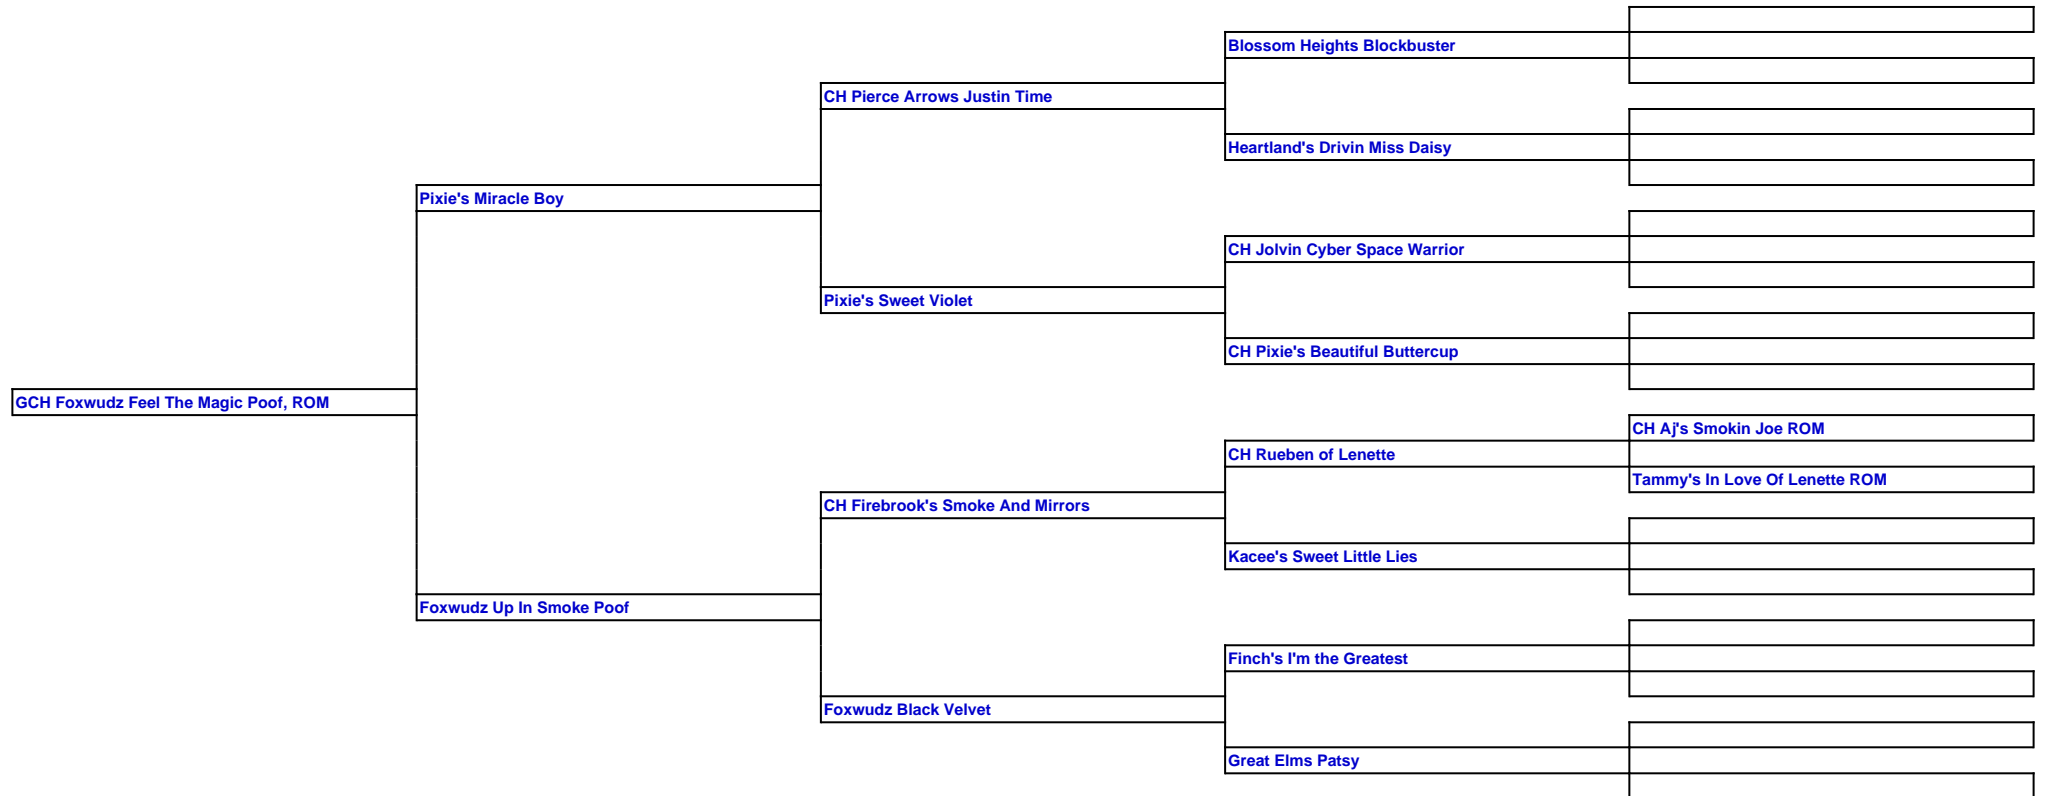 Blossom Heights Blockbuster
CH Pierce Arrows Justin Time
Heartland's Drivin Miss Daisy
Pixie's Miracle Boy
CH Jolvin Cyber Space Warrior
Pixie's Sweet Violet
CH Pixie's Beautiful Buttercup
GCH Foxwudz Feel The Magic Poof, ROM
CH Aj's Smokin Joe ROM
CH Rueben of Lenette
Tammy's In Love Of Lenette ROM
CH Firebrook's Smoke And Mirrors
Kacee's Sweet Little Lies
Foxwudz Up In Smoke Poof
Finch's I'm the Greatest
Foxwudz Black Velvet
Great Elms Patsy